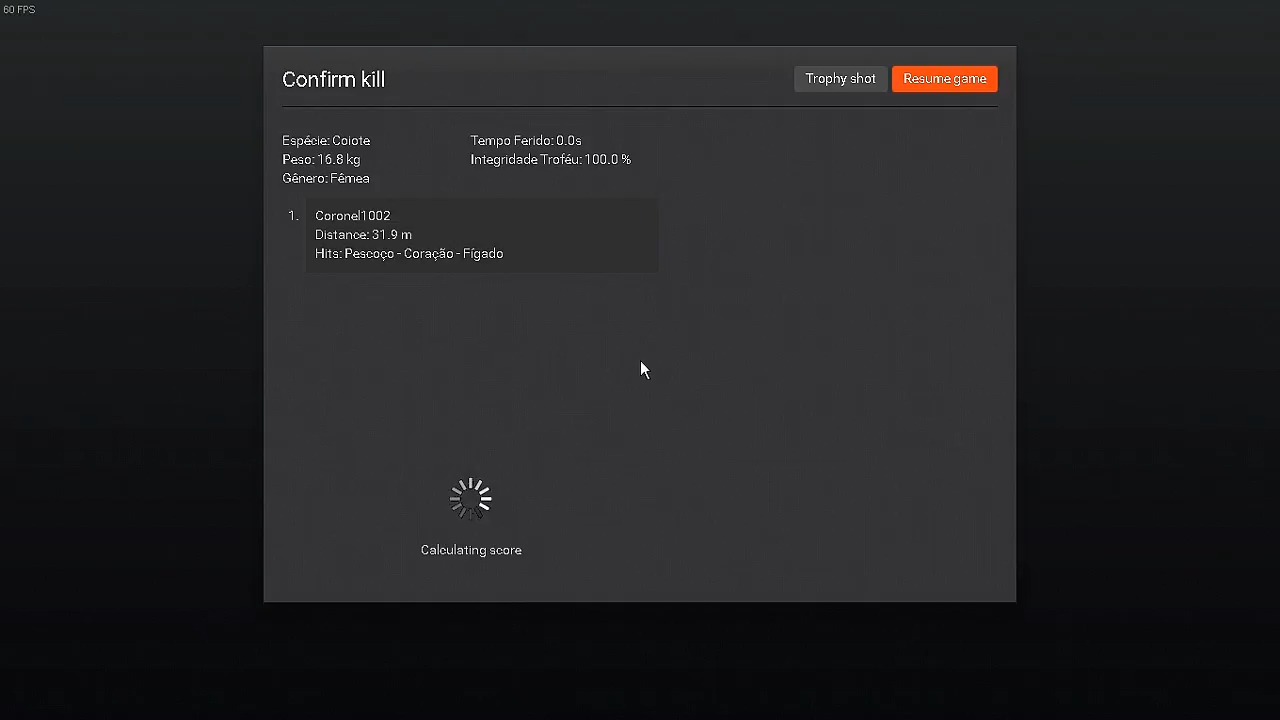 60 FPS
Confirm kill
Trophy shot
Resume game
Espécie: Coiote
Peso: 16.8 kg
Gênero: Fêmea
Tempo Ferido: 0.0s
Integridade Troféu: 100.0 %
1.
Coronel1002
Distance: 31.9 m
Hits: Pescoço - Coração - Fígado
Calculating score